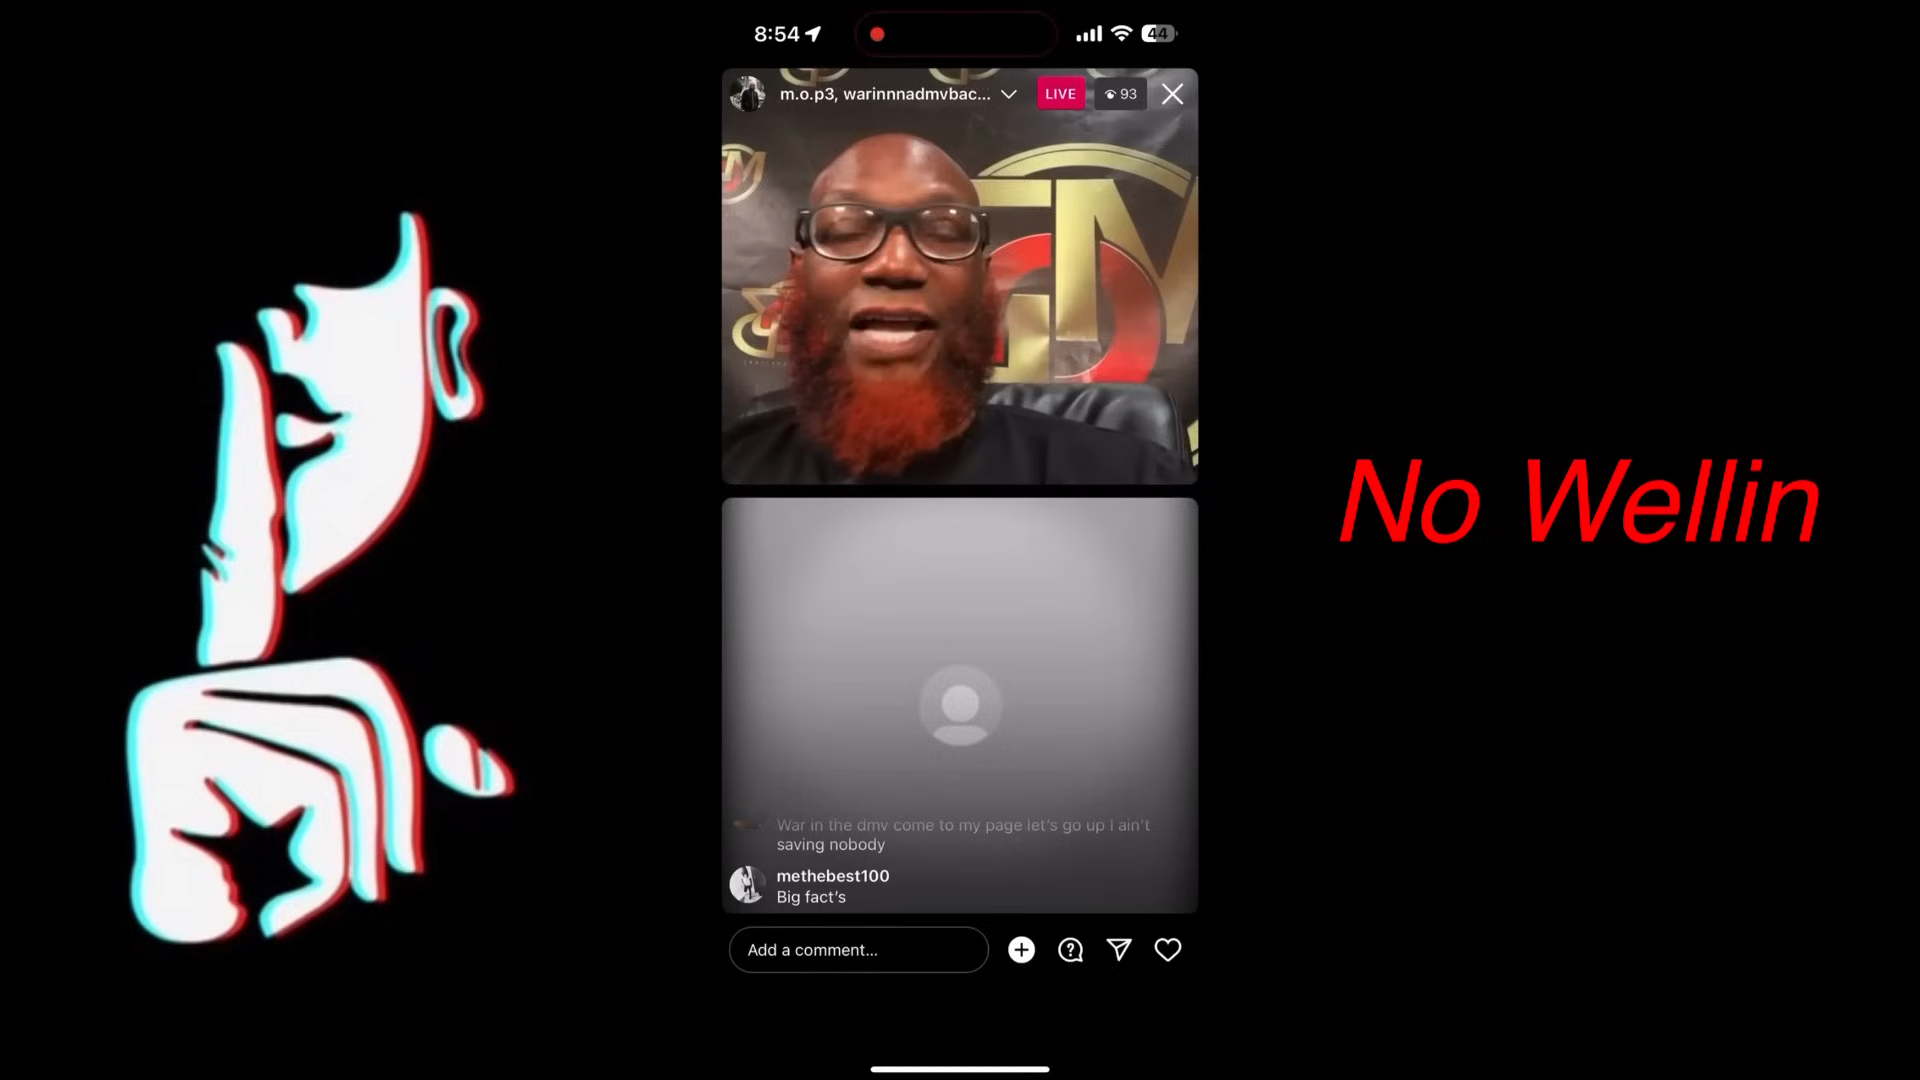 8:54
44
m.o.p3, warinnnadmvbac...
LIVE
93
GM
War in the dmv come to my page let's go up I ain't
saving nobody
methebest100
Big fact's
Add a comment...
No Wellin